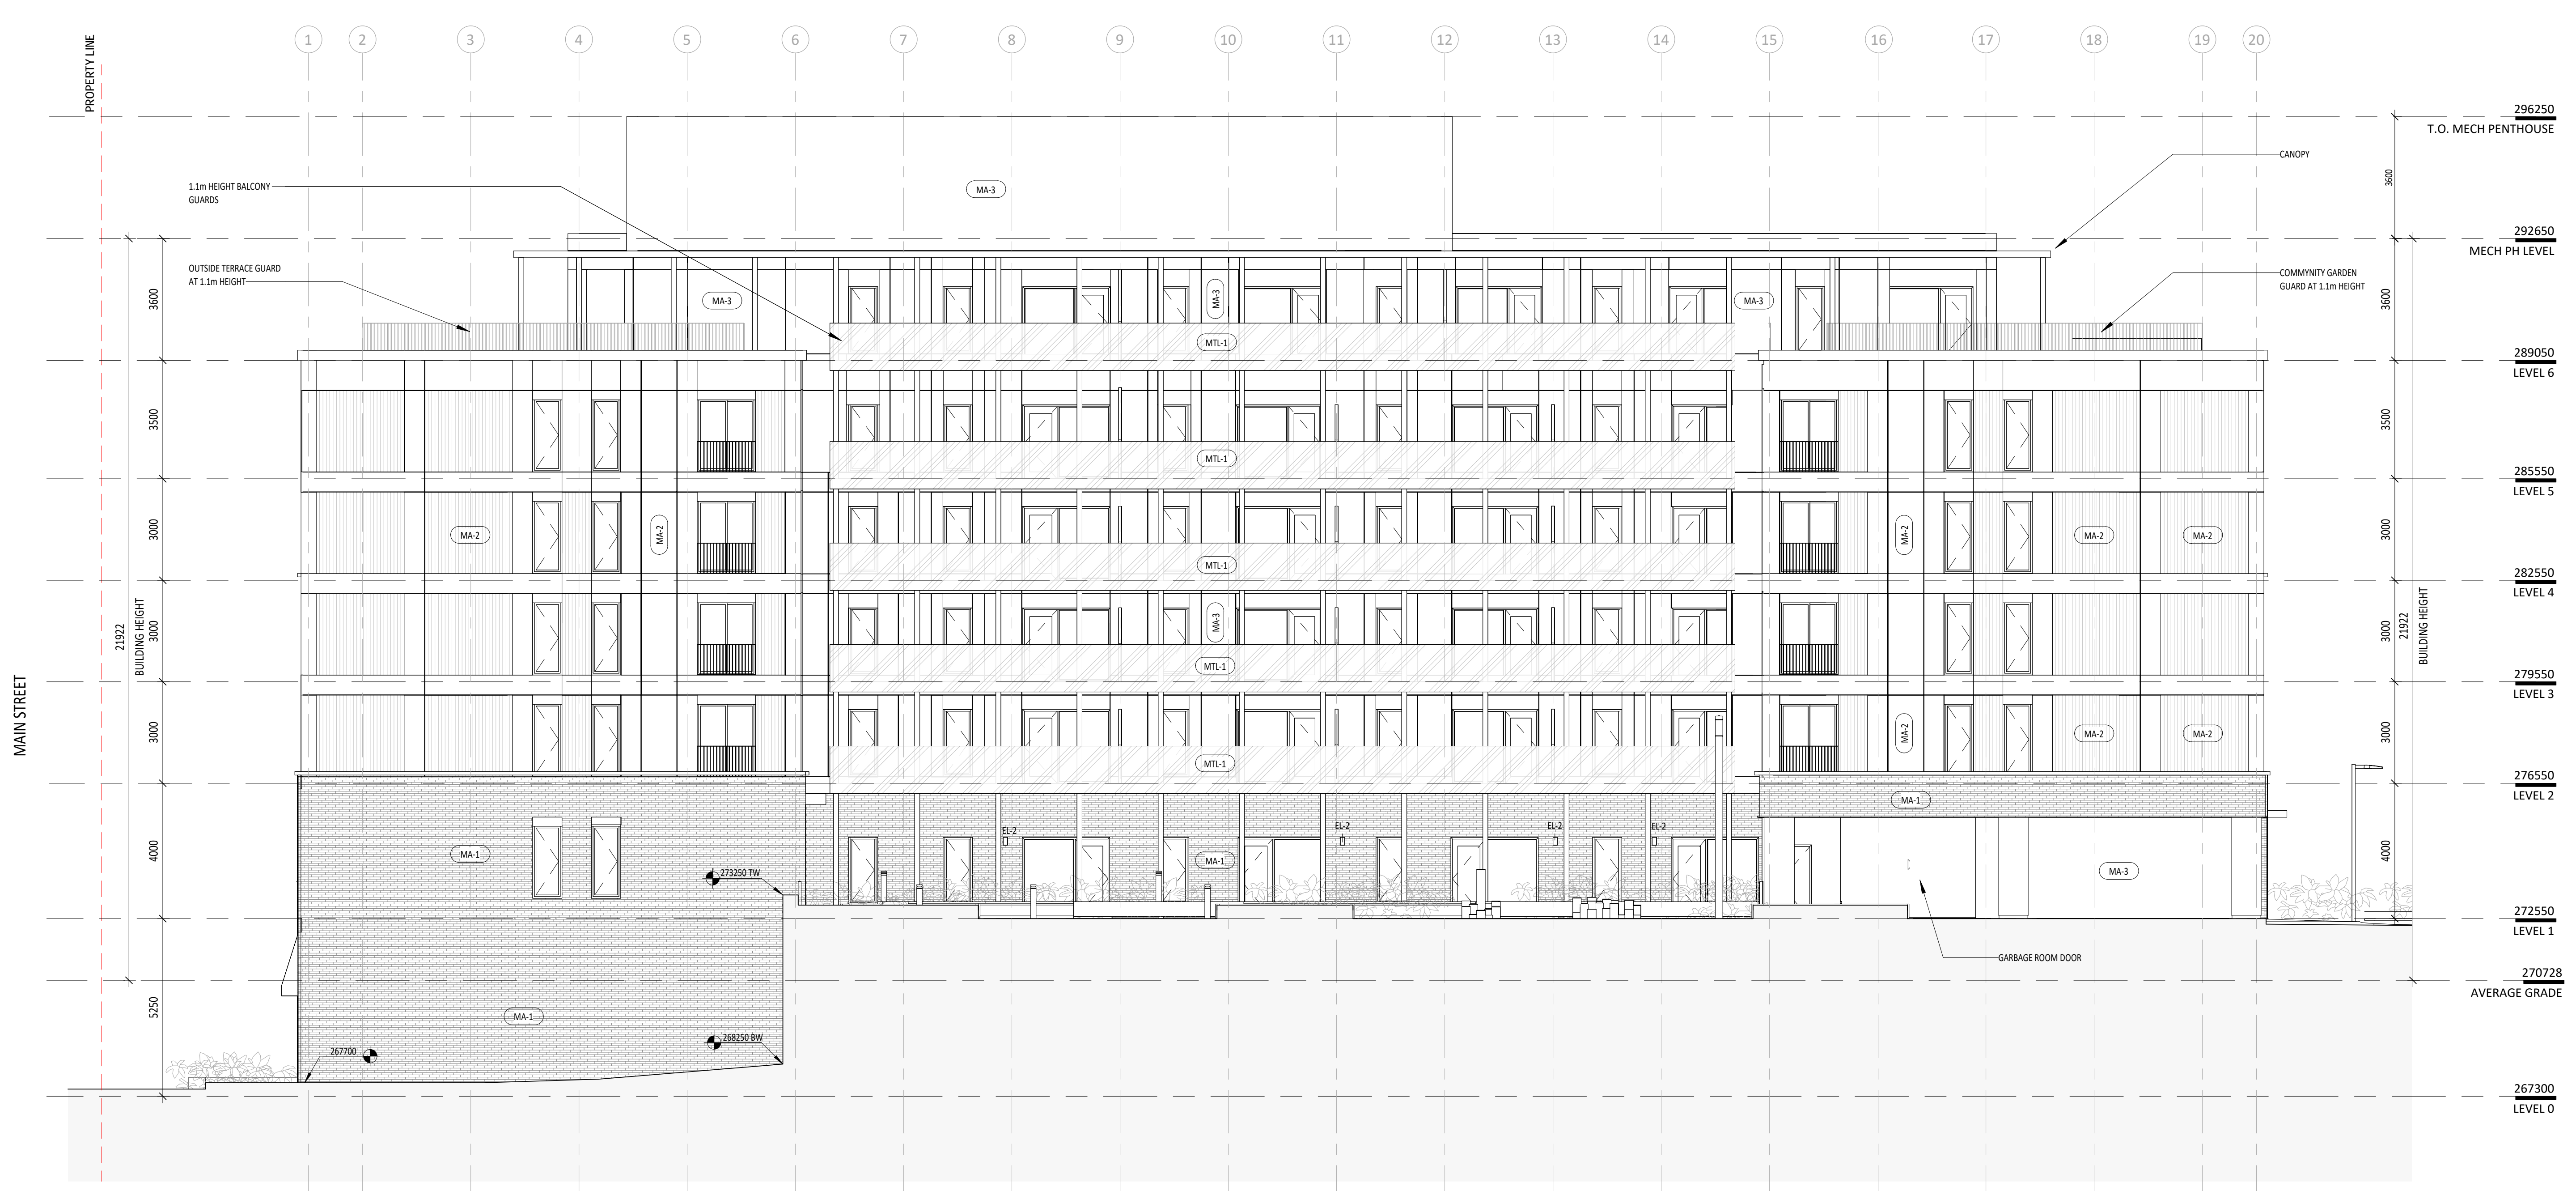 PROPERTY LINE
1 2 3 4 5 6 7 8 9 10 11 12 13 14 15 16 17 18 19 20
296250
T.O. MECH PENTHOUSE
CANOPY
3600
1.1m HEIGHT BALCONY
GUARDS
MA-3
292650
MECH PH LEVEL
OUTSIDE TERRACE GUARD
AT 1.1m HEIGHT
COMMYNITY GARDEN
GUARD AT 1.1m HEIGHT
3600
MA-3
MA-3
MA-3
3600
MTL-1
289050
LEVEL 6
3500
3500
MTL-1
285550
LEVEL 5
3000
MA-2
MA-2
MA-2
MA-2
MA-2
3000
MTL-1
282550
LEVEL 4
21922
BUILDING HEIGHT
3000
MA-3
3000
21922
BUILDING HEIGHT
MTL-1
279550
LEVEL 3
MAIN STREET
3000
MA-2
MA-2
MA-2
3000
MTL-1
276550
LEVEL 2
MA-1
EL-2
EL-2
EL-2
EL-2
4000
MA-1
MA-1
4000
273250 TW
MA-3
272550
LEVEL 1
GARBAGE ROOM DOOR
270728
AVERAGE GRADE
5250
MA-1
268250 BW
267700
267300
LEVEL 0